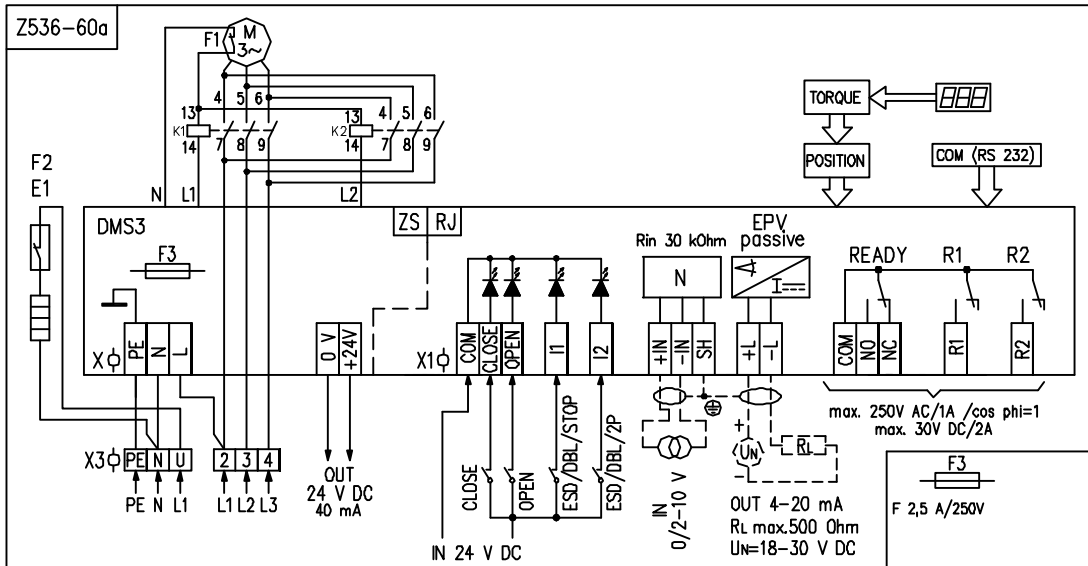 Z536-60a
F1
M
3~
4 5 6
13
K1
14
7 8 9
4 5 6
13
K2
14
7 8 9
N L1 L2
F2
E1
TORQUE
POSITION
COM (RS 232)
DMS3
F3
ZS RJ
Rin 30 kOhm
N
EPV
passive
READY R1 R2
X PE N L
0 V +24V
X1 COM CLOSE OPEN I1 I2
+IN -IN SH
+L -L
COM NO NC R1 R2
X3 PE N U 2 3 4
PE N L1 L1 L2 L3
OUT
24 V DC
40 mA
CLOSE OPEN ESD/DBL/STOP ESD/DBL/2P
IN 24 V DC
IN
0/2-10 V
+
UN
-
RL
OUT 4-20 mA
RL max.500 Ohm
UN=18-30 V DC
max. 250V AC/1A /cos phi=1
max. 30V DC/2A
F3
F 2,5 A/250V